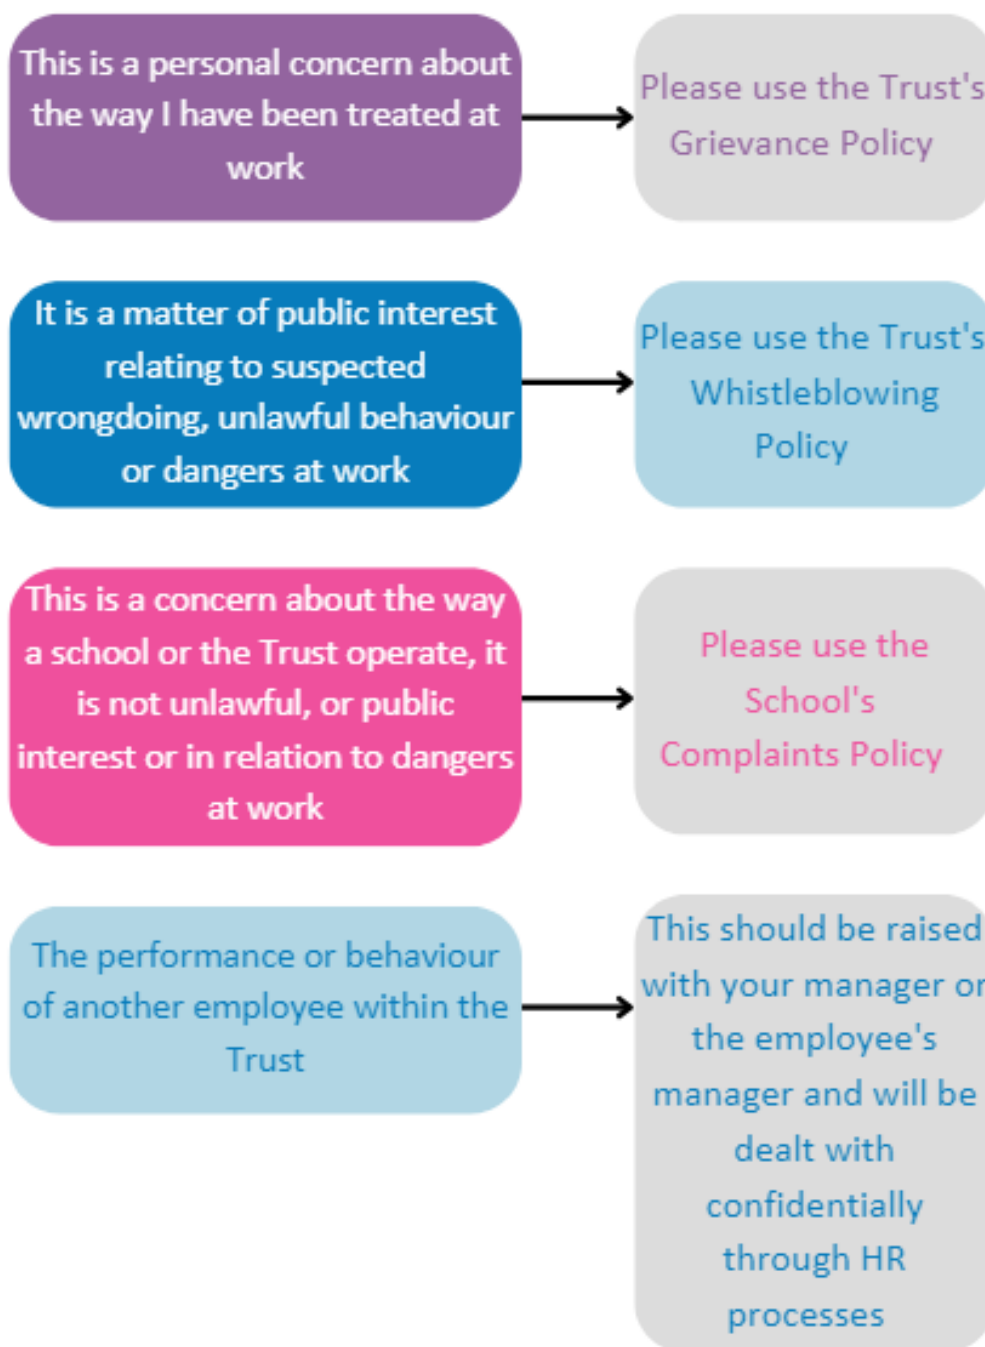 This is a personal concern about
the way I have been treated at
work
Please use the Trust's
Grievance Policy
It is a matter of public interest
relating to suspected
wrongdoing, unlawful behaviour
or dangers at work
Please use the Trust's
Whistleblowing
Policy
This is a concern about the way
a school or the Trust operate, it
is not unlawful, or public
interest or in relation to dangers
at work
Please use the
School's
Complaints Policy
The performance or behaviour
of another employee within the
Trust
This should be raised
with your manager or
the employee's
manager and will be
dealt with
confidentially
through HR
processes